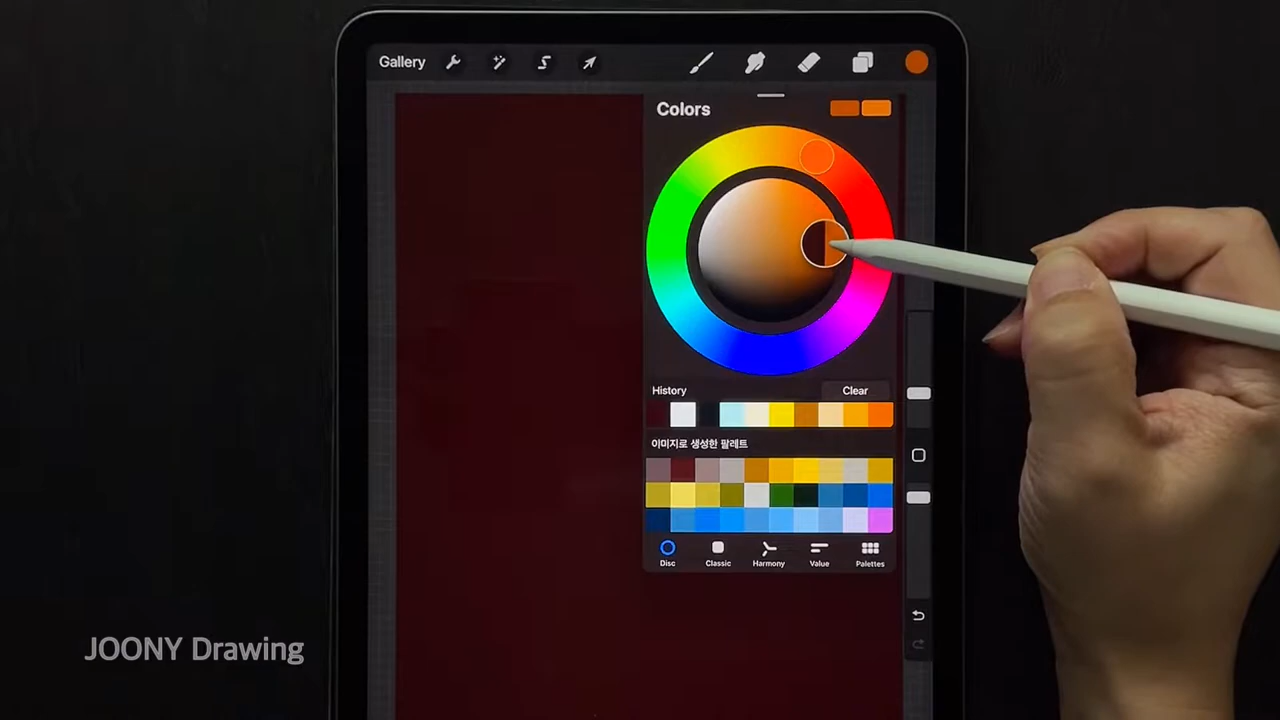 Gallery
Colors
History
Clear
이미지로 생성한 팔레트
Disc
Classic
Harmony
Value
Palettes
JOONY Drawing